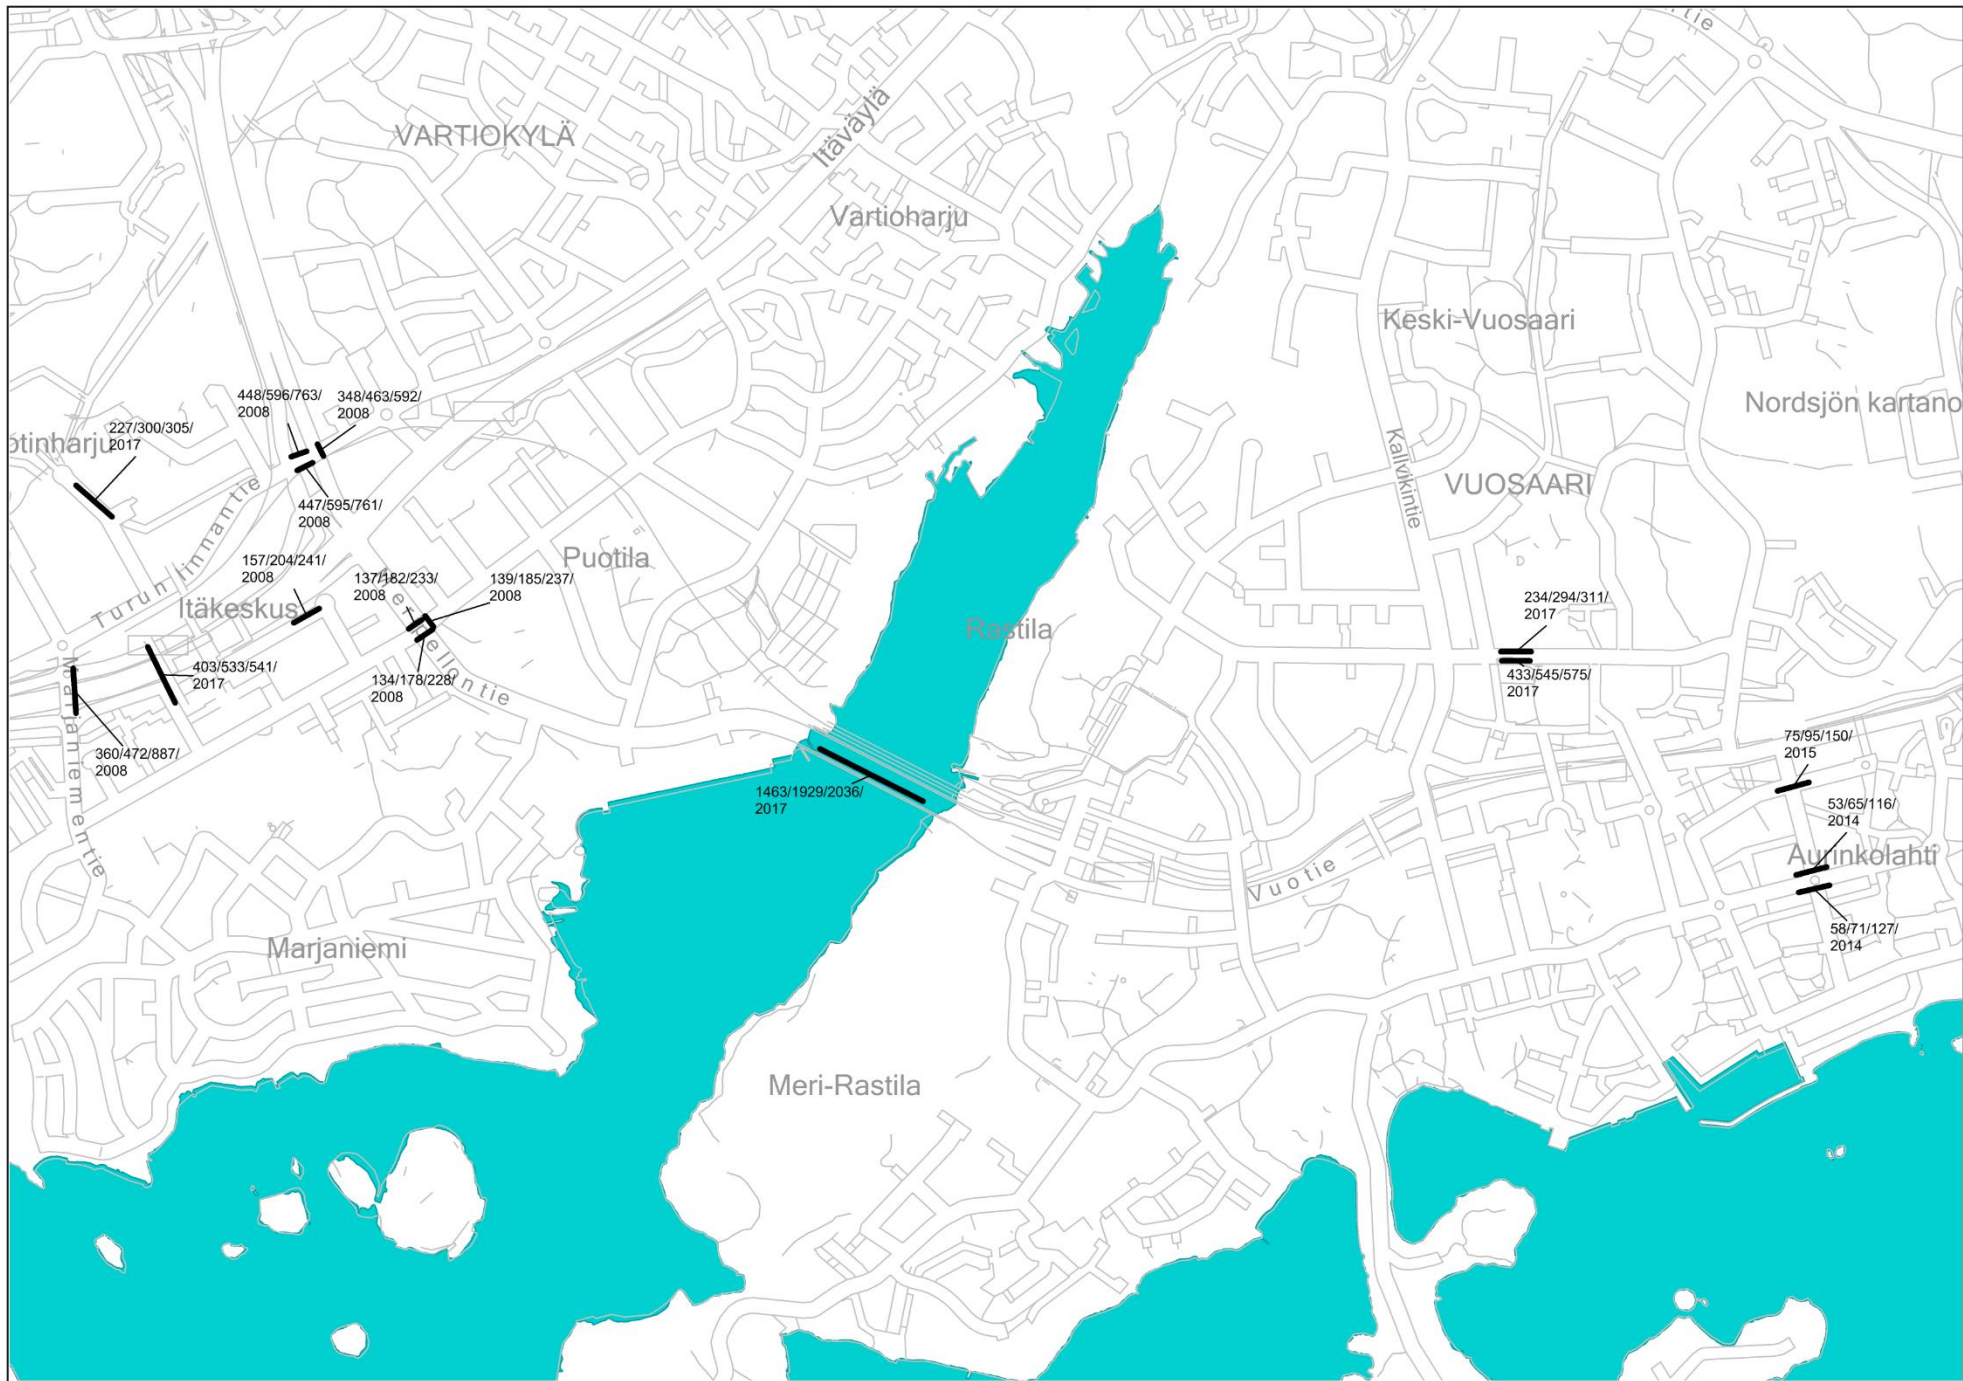 VARTIOKYLÄ
Itäväylä
Vartioharju
Keski-Vuosaari
Nordsjön kartano
448/596/763/
2008
348/463/592/
2008
227/300/305/
2017
ötinharju
447/595/761/
2008
Turun linnantie
Kallvikintie
VUOSAARI
157/204/241/
2008
Itäkeskus
137/182/233/
2008
139/185/237/
2008
Puotila
134/178/228/
2008
403/533/541/
2017
360/472/887/
2008
Marjaniementie
Rastila
234/294/311/
2017
433/545/575/
2017
1463/1929/2036/
2017
75/95/150/
2015
53/65/116/
2014
Aurinkolahti
58/71/127/
2014
Vuotie
Marjaniemi
Meri-Rastila